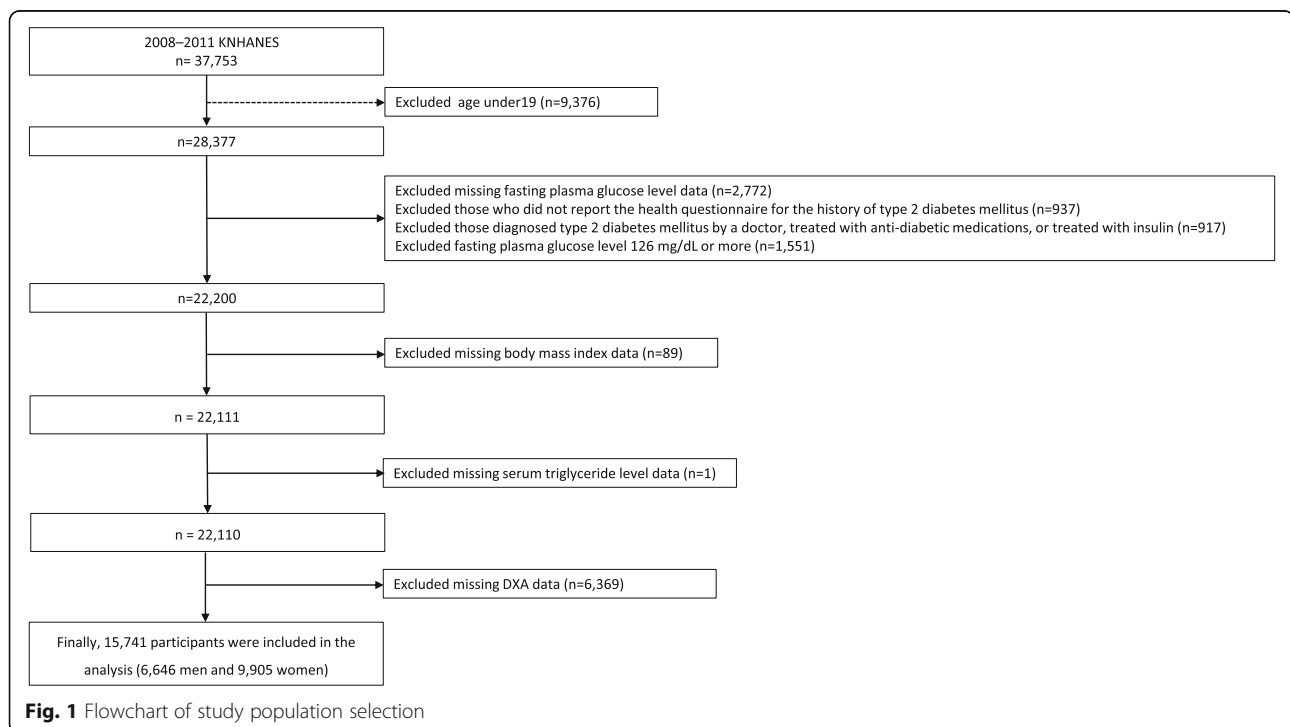 2008–2011 KNHANES
n= 37,753
Excluded  age under19 (n=9,376)
n=28,377
Excluded missing fasting plasma glucose level data (n=2,772)
Excluded those who did not report the health questionnaire for the history of type 2 diabetes mellitus (n=937)
Excluded those diagnosed type 2 diabetes mellitus by a doctor, treated with anti-diabetic medications, or treated with insulin (n=917)
Excluded fasting plasma glucose level 126 mg/dL or more (n=1,551)
n=22,200
Excluded missing body mass index data (n=89)
n = 22,111
Excluded missing serum triglyceride level data (n=1)
n = 22,110
Excluded missing DXA data (n=6,369)
Finally, 15,741 participants were included in the
analysis (6,646 men and 9,905 women)
Fig. 1 Flowchart of study population selection